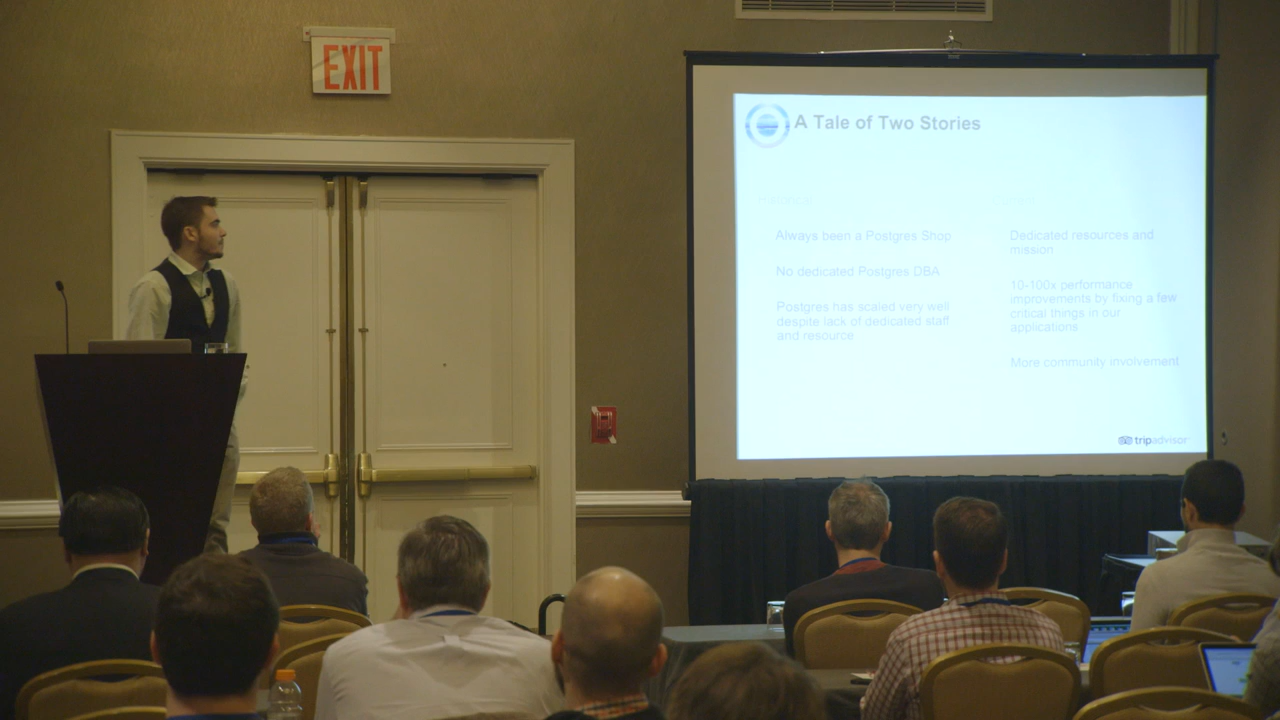 EXIT
A Tale of Two Stories
Always been a Postgres Shop
No dedicated Postgres DBA
Postgres has scaled very well
despite lack of dedicated staff
and resource
Dedicated resources and
mission
10-100x performance
improvements by fixing a few
critical things in our
applications
More community involvement
tripadvisor